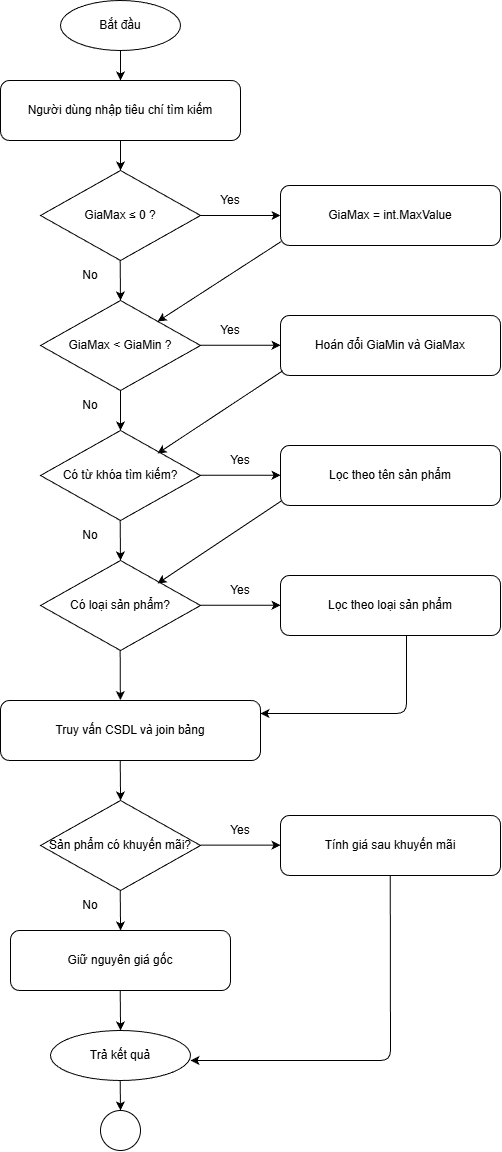 Bắt đầu
Người dùng nhập tiêu chí tìm kiếm
GiaMax ≤ 0 ?
Yes
GiaMax = int.MaxValue
No
GiaMax < GiaMin ?
Yes
Hoán đổi GiaMin và GiaMax
No
Có từ khóa tìm kiếm?
Yes
Lọc theo tên sản phẩm
No
Có loại sản phẩm?
Yes
Lọc theo loại sản phẩm
Truy vấn CSDL và join bảng
Sản phẩm có khuyến mãi?
Yes
Tính giá sau khuyến mãi
No
Giữ nguyên giá gốc
Trả kết quả